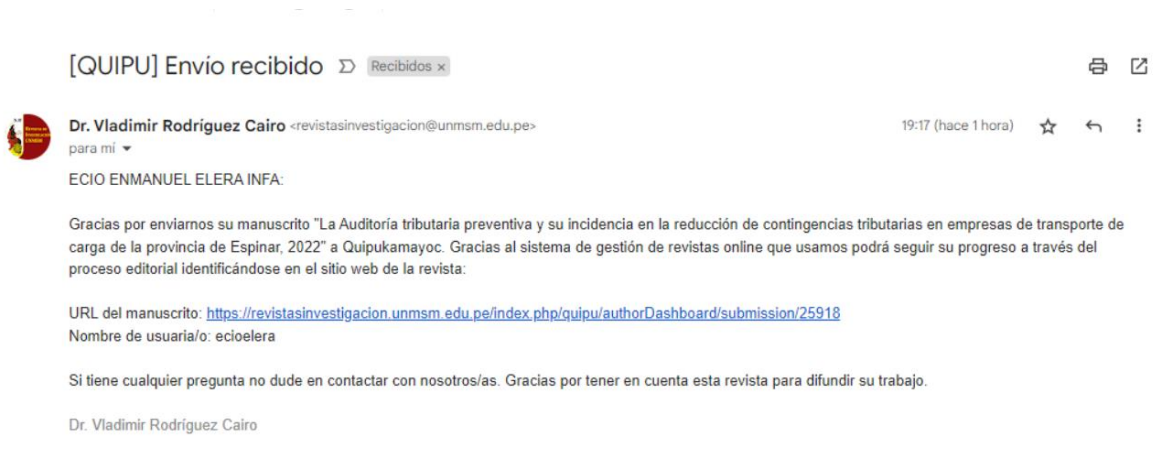 [QUIPU] Envío recibido
Recibidos ×
Dr. Vladimir Rodríguez Cairo <revistasinvestigacion@unmsm.edu.pe>
19:17 (hace 1 hora)
para mí
ECIO ENMANUEL ELERA INFA:
Gracias por enviarnos su manuscrito "La Auditoría tributaria preventiva y su incidencia en la reducción de contingencias tributarias en empresas de transporte de
carga de la provincia de Espinar, 2022" a Quipukamayoc. Gracias al sistema de gestión de revistas online que usamos podrá seguir su progreso a través del
proceso editorial identificándose en el sitio web de la revista:
URL del manuscrito: https://revistasinvestigacion.unmsm.edu.pe/index.php/quipu/authorDashboard/submission/25918
Nombre de usuaria/o: ecioelera
Si tiene cualquier pregunta no dude en contactar con nosotros/as. Gracias por tener en cuenta esta revista para difundir su trabajo.
Dr. Vladimir Rodríguez Cairo